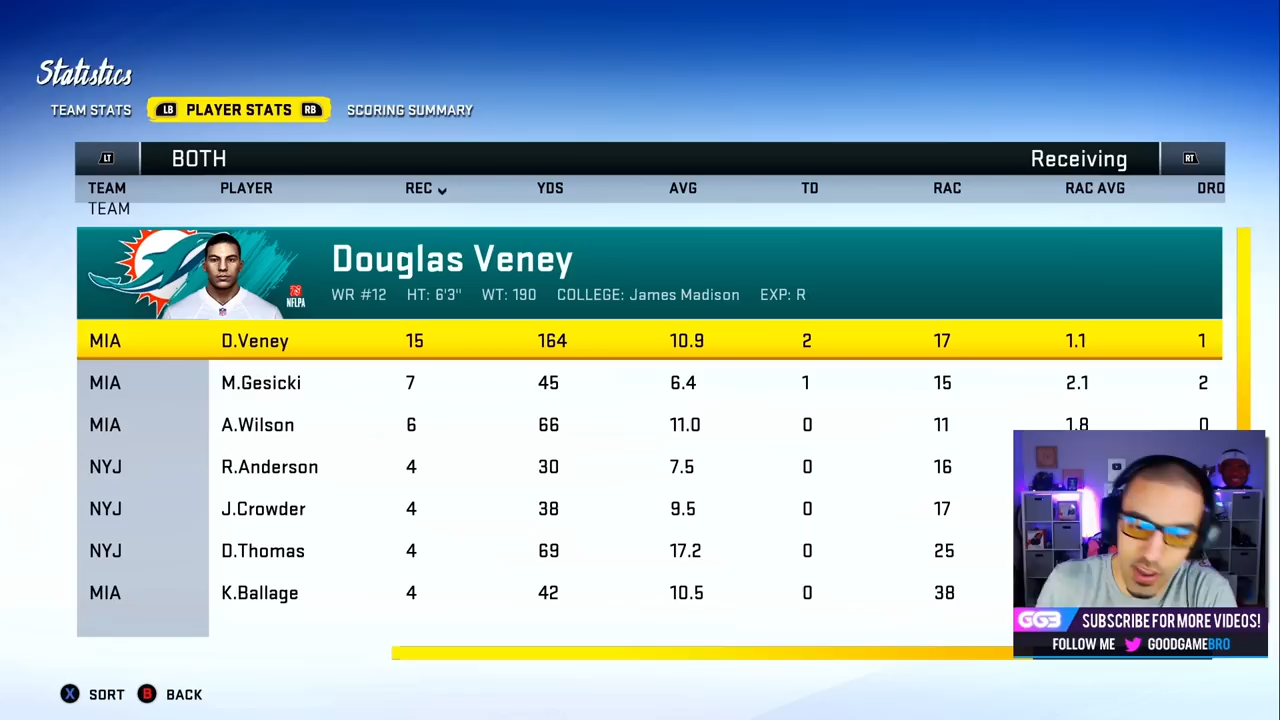 Statistics
TEAM STATS LB PLAYER STATS RB SCORING SUMMARY
LT BOTH Receiving RT
TEAM PLAYER REC YDS AVG TD RAC RAC AVG DRO
TEAM
Douglas Veney
WR #12 HT: 6'3" WT: 190 COLLEGE: James Madison EXP: R
NFLPA
MIA D.Veney 15 164 10.9 2 17 1.1 1
MIA M.Gesicki 7 45 6.4 1 15 2.1 2
MIA A.Wilson 6 66 11.0 0 11 1.8 0
NYJ R.Anderson 4 30 7.5 0 16
NYJ J.Crowder 4 38 9.5 0 17
NYJ D.Thomas 4 69 17.2 0 25
MIA K.Ballage 4 42 10.5 0 38
GGB SUBSCRIBE FOR MORE VIDEOS!
FOLLOW ME GOODGAMEBRO
X SORT B BACK